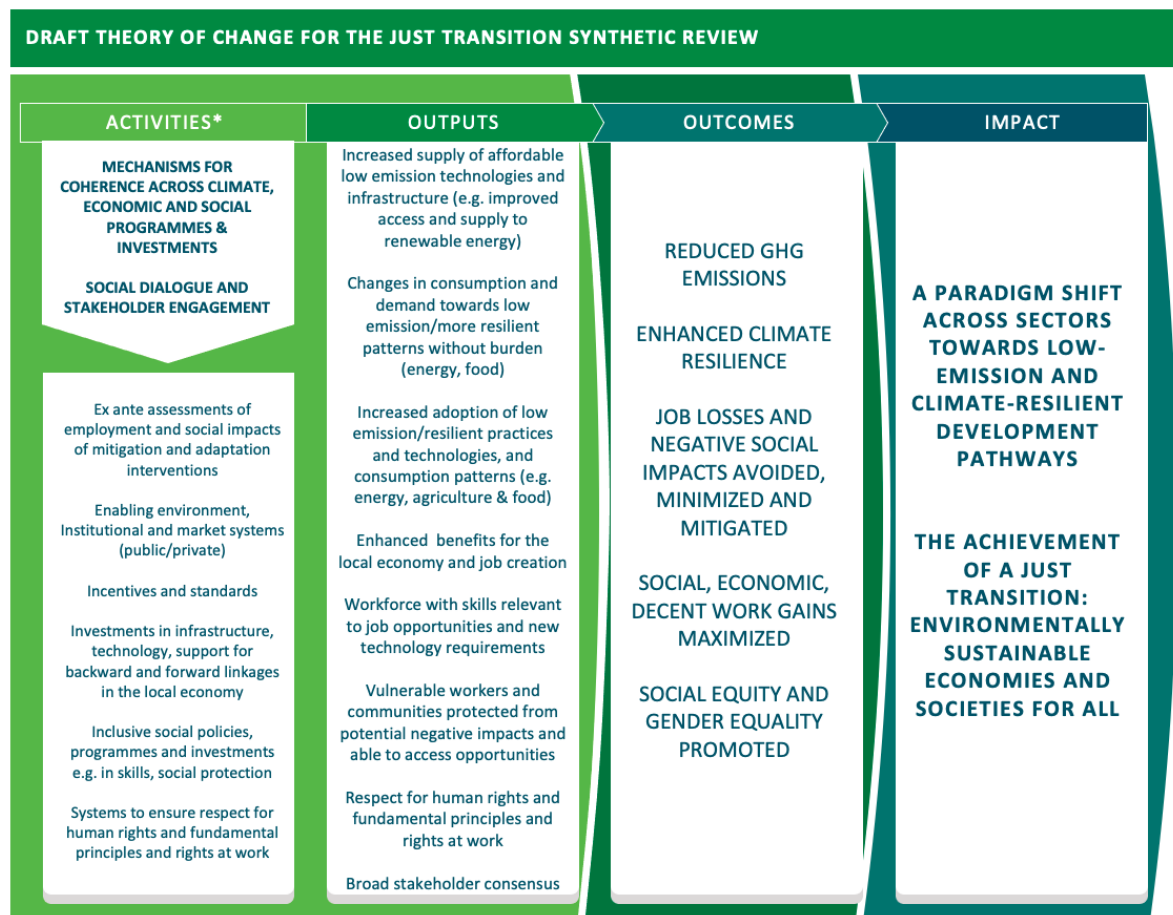 DRAFT THEORY OF CHANGE FOR THE JUST TRANSITION SYNTHETIC REVIEW
ACTIVITIES*
MECHANISMS FOR
COHERENCE ACROSS CLIMATE,
ECONOMIC AND SOCIAL
PROGRAMMES &
INVESTMENTS
SOCIAL DIALOGUE AND
STAKEHOLDER ENGAGEMENT
Ex ante assessments of
employment and social impacts
of mitigation and adaptation
interventions
Enabling environment,
Institutional and market systems
(public/private)
Incentives and standards
Investments in infrastructure,
technology, support for
backward and forward linkages
in the local economy
Inclusive social policies,
programmes and investments
e.g. in skills, social protection
Systems to ensure respect for
human rights and fundamental
principles and rights at work
OUTPUTS
Increased supply of affordable
low emission technologies and
infrastructure (e.g. improved
access and supply to
renewable energy)
Changes in consumption and
demand towards low
emission/more resilient
patterns without burden
(energy, food)
Increased adoption of low
emission/resilient practices
and technologies, and
consumption patterns (e.g.
energy, agriculture & food)
Enhanced benefits for the
local economy and job creation
Workforce with skills relevant
to job opportunities and new
technology requirements
Vulnerable workers and
communities protected from
potential negative impacts and
able to access opportunities
Respect for human rights and
fundamental principles and
rights at work
Broad stakeholder consensus
OUTCOMES
REDUCED GHG
EMISSIONS
ENHANCED CLIMATE
RESILIENCE
JOB LOSSES AND
NEGATIVE SOCIAL
IMPACTS AVOIDED,
MINIMIZED AND
MITIGATED
SOCIAL, ECONOMIC,
DECENT WORK GAINS
MAXIMIZED
SOCIAL EQUITY AND
GENDER EQUALITY
PROMOTED
IMPACT
A PARADIGM SHIFT
ACROSS SECTORS
TOWARDS LOW-
EMISSION AND
CLIMATE-RESILIENT
DEVELOPMENT
PATHWAYS
THE ACHIEVEMENT
OF A JUST
TRANSITION:
ENVIRONMENTALLY
SUSTAINABLE
ECONOMIES AND
SOCIETIES FOR ALL